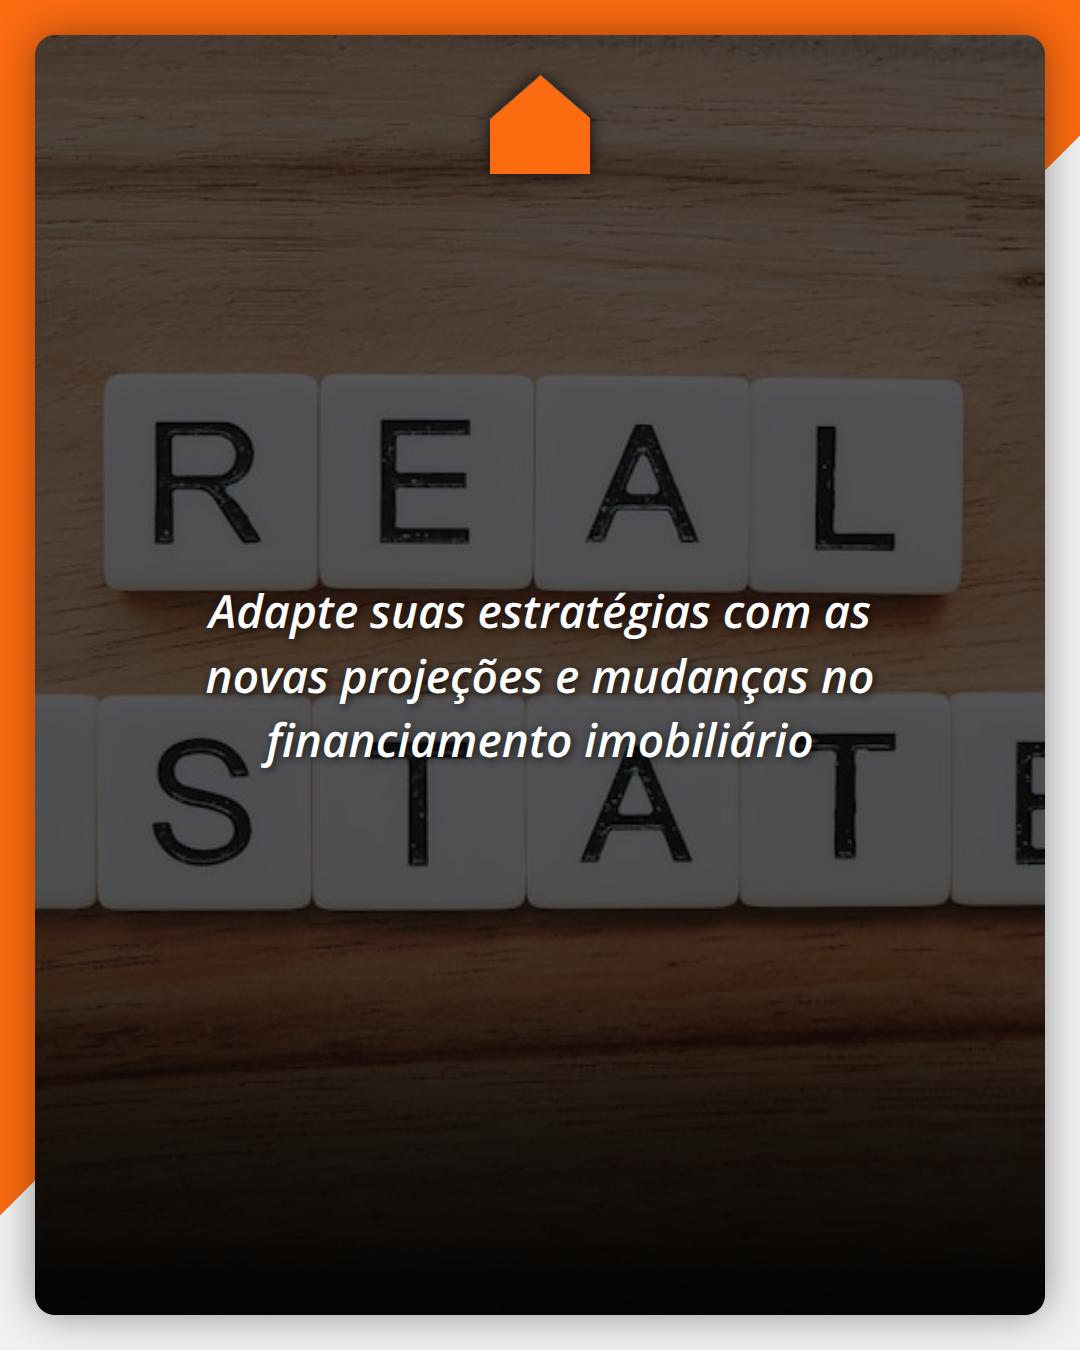 REAL
Adapte suas estratégias com as
novas projeções e mudanças no
financiamento imobiliário
STATE